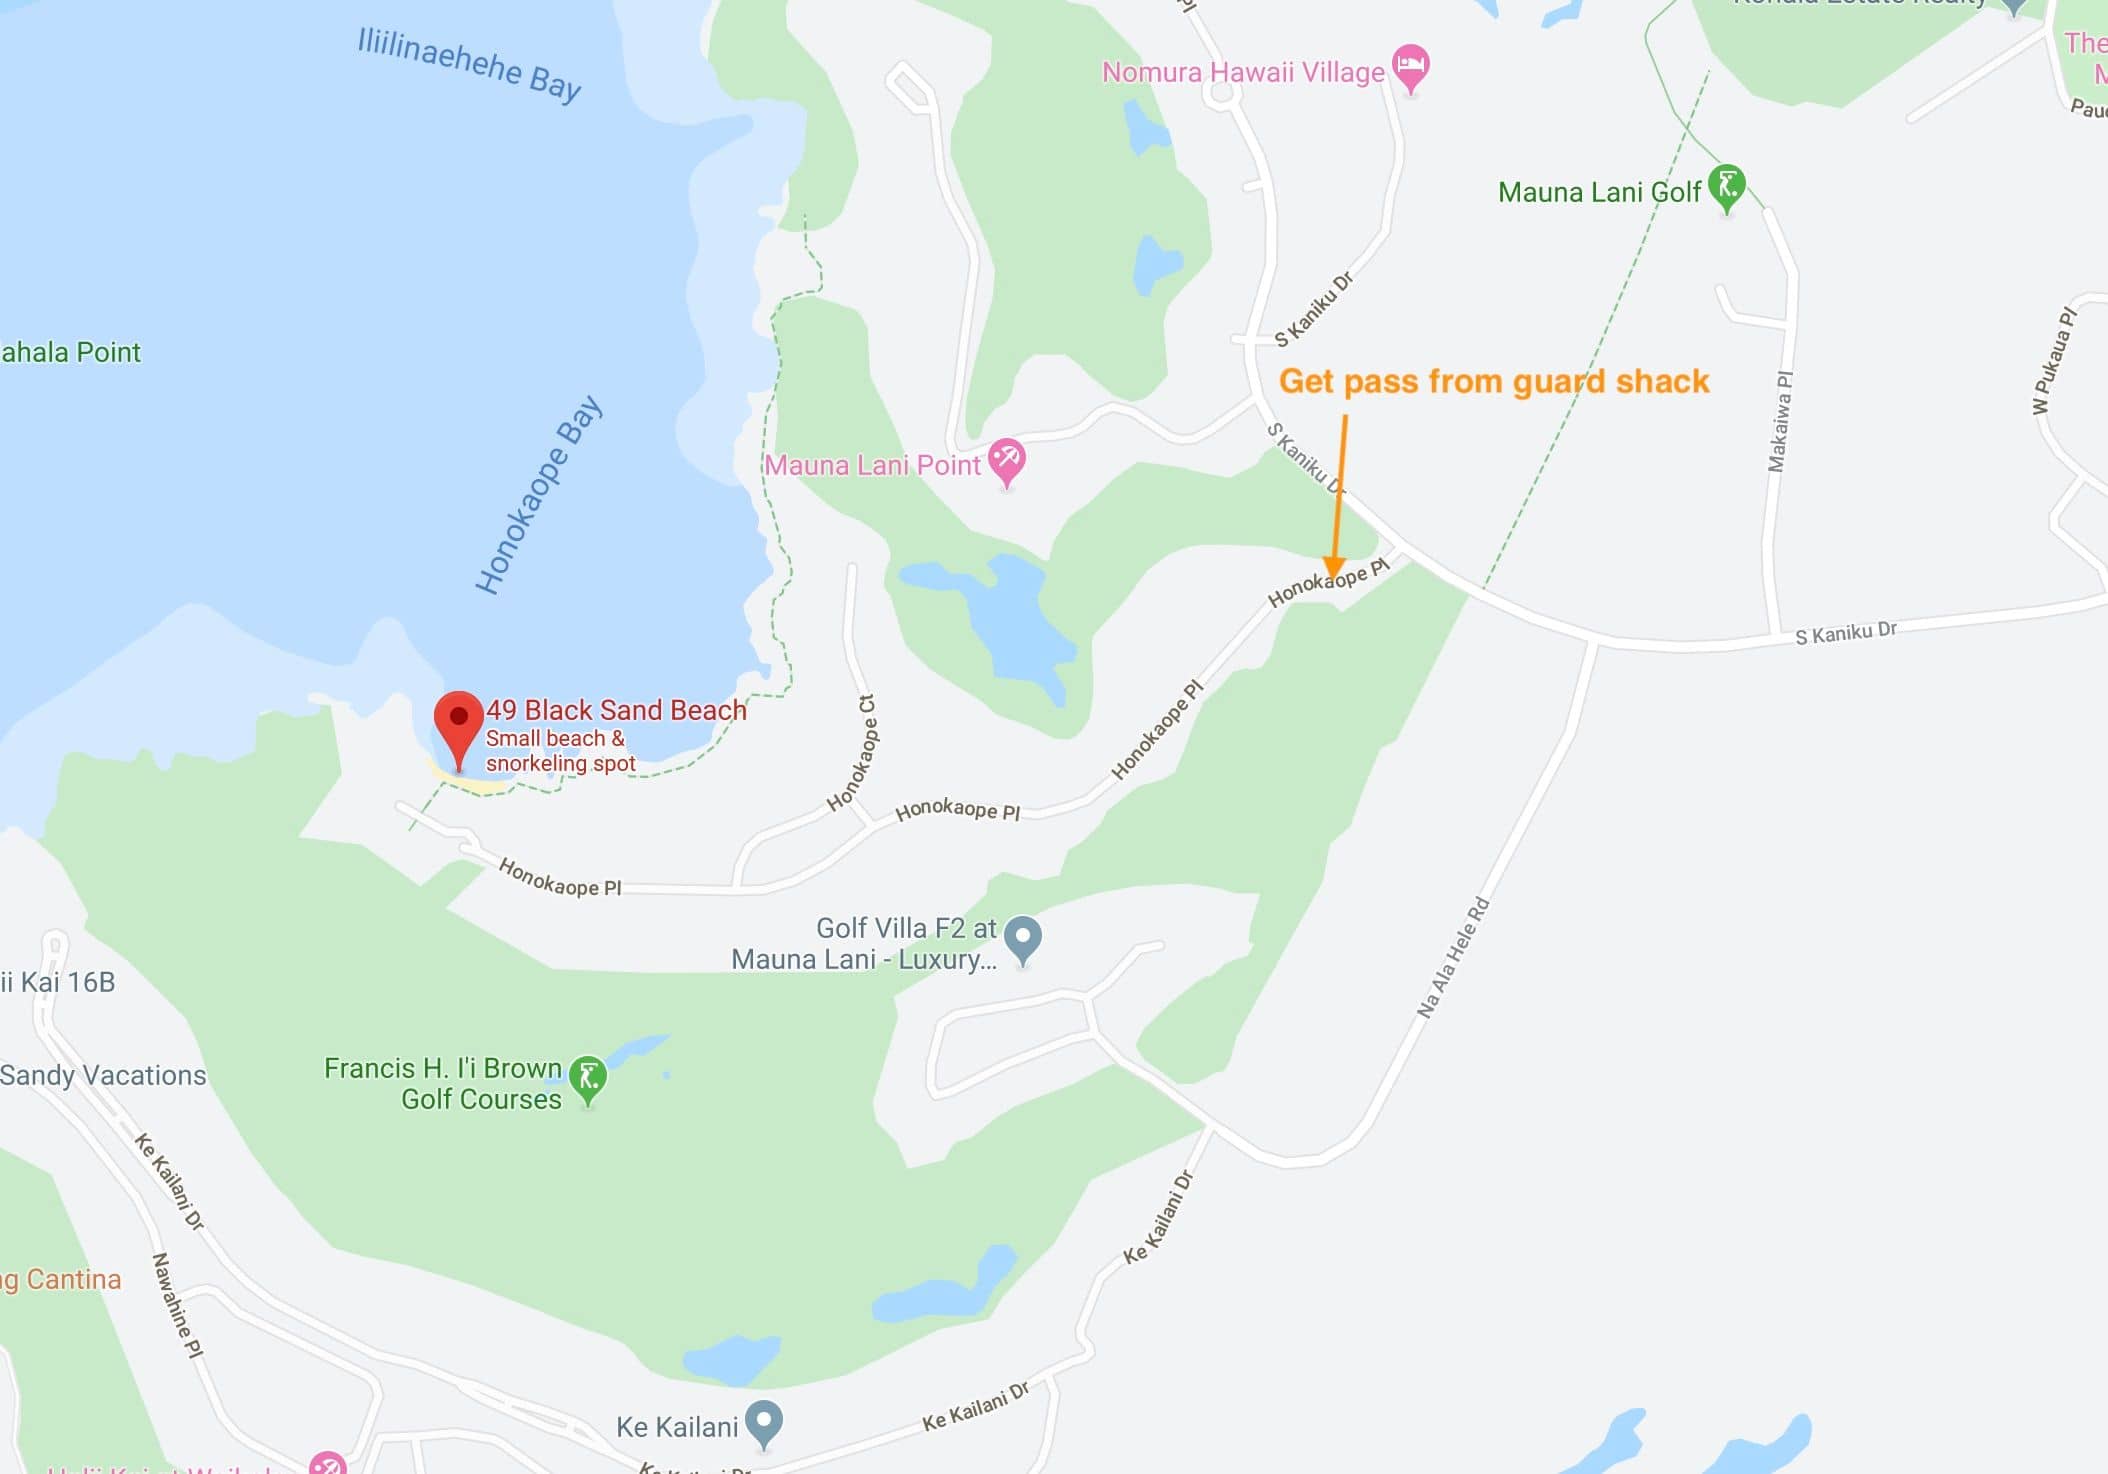 Iliilinaehehe Bay
Nomura Hawaii Village
The
Mauna Lani Golf
S Kaniku Dr
ahala Point
W Pukaua Pl
Get pass from guard shack
Makaiwa Pl
Honokaope Bay
S Kaniku Dr
Mauna Lani Point
Honokaope Pl
S Kaniku Dr
49 Black Sand Beach
Small beach &
snorkeling spot
Honokaope Ct
Honokaope Pl
Honokaope Pl
Honokaope Pl
Golf Villa F2 at
Mauna Lani - Luxury...
Na Ala Hele Rd
ii Kai 16B
Francis H. I'i Brown
Golf Courses
Sandy Vacations
Ke Kailani Dr
Ke Kailani Dr
ng Cantina
Nawahine Pl
Ke Kailani Dr
Ke Kailani